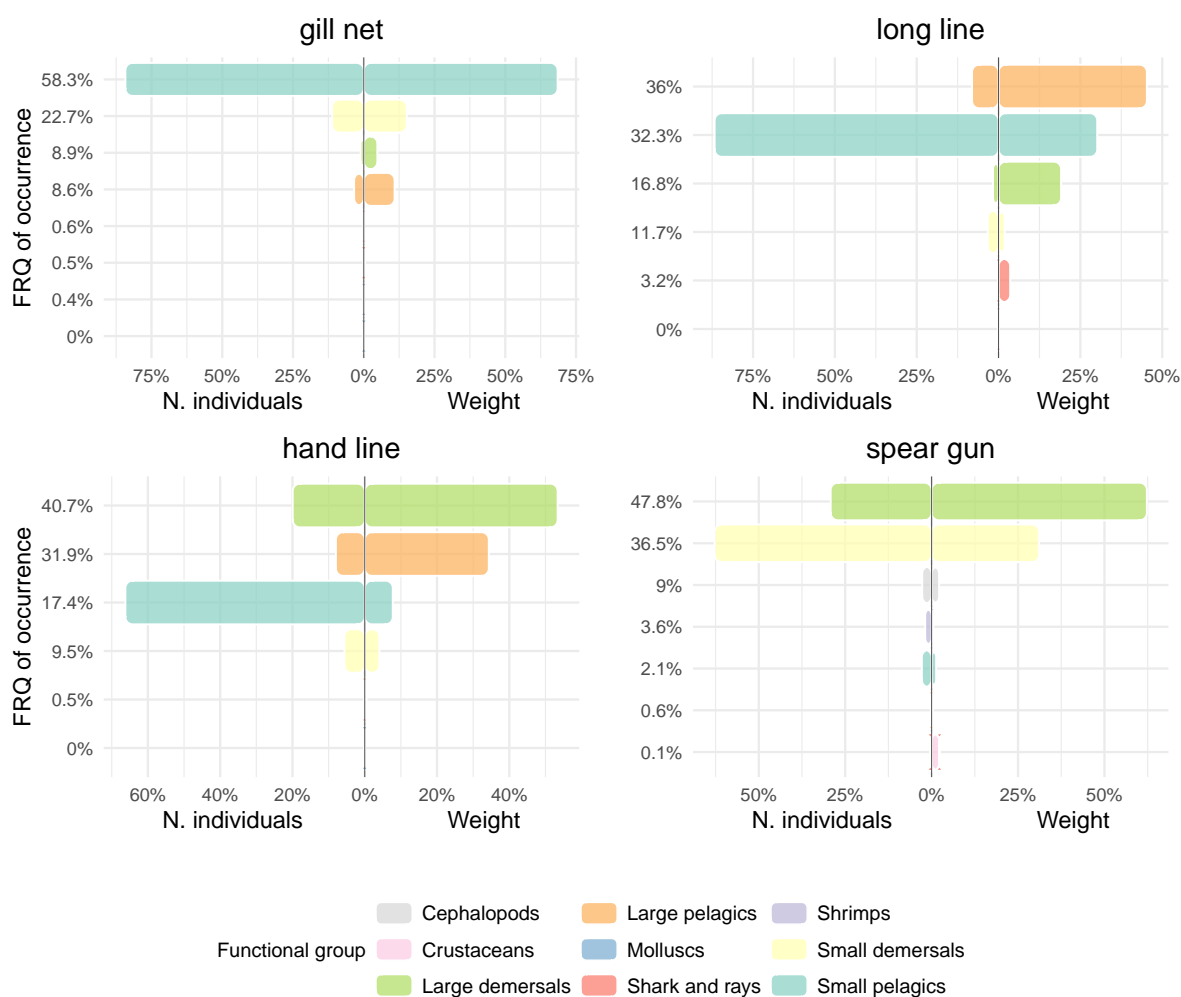 gill net
FRQ of occurrence
58.3%
22.7%
8.9%
8.6%
0.6%
0.5%
0.4%
0%
75% 50% 25% 0% 25% 50% 75%
N. individuals Weight
long line
36%
32.3%
16.8%
11.7%
3.2%
0%
75% 50% 25% 0% 25% 50%
N. individuals Weight
hand line
FRQ of occurrence
40.7%
31.9%
17.4%
9.5%
0.5%
0%
60% 40% 20% 0% 20% 40%
N. individuals Weight
spear gun
47.8%
36.5%
9%
3.6%
2.1%
0.6%
0.1%
50% 25% 0% 25% 50%
N. individuals Weight
Functional group
Cephalopods Large pelagics Shrimps
Crustaceans Molluscs Small demersals
Large demersals Shark and rays Small pelagics